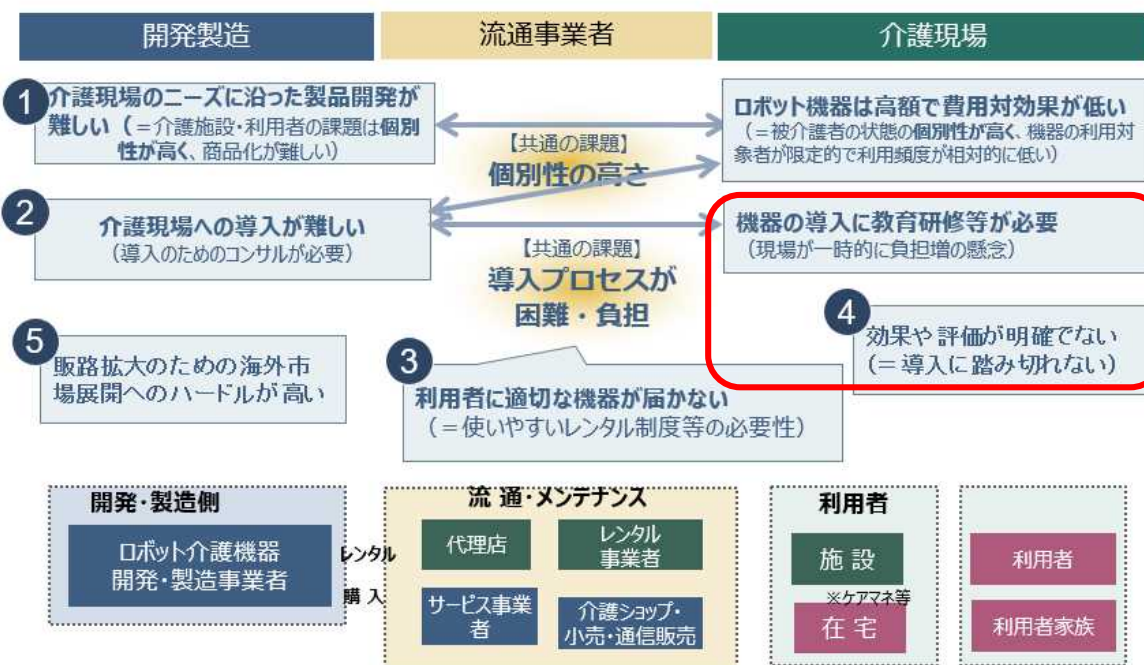 開発製造
流通事業者
介護現場
1
介護現場のニーズに沿った製品開発が
難しい（＝介護施設・利用者の課題は個別
性が高く、商品化が難しい）
【共通の課題】
個別性の高さ
ロボット機器は高額で費用対効果が低い
（＝被介護者の状態の個別性が高く、機器の利用対
象者が限定的で利用頻度が相対的に低い）
2
介護現場への導入が難しい
（導入のためのコンサルが必要）
【共通の課題】
導入プロセスが
困難・負担
機器の導入に教育研修等が必要
（現場が一時的に負担増の懸念）
4
効果や評価が明確でない
（＝導入に踏み切れない）
5
販路拡大のための海外市
場展開へのハードルが高い
3
利用者に適切な機器が届かない
（＝使いやすいレンタル制度等の必要性）
開発・製造側
ロボット介護機器
開発・製造事業者
レンタル
購入
流通・メンテナンス
代理店
レンタル
事業者
サービス事業
者
介護ショップ・
小売・通信販売
利用者
施設
※ケアマネ等
在宅
利用者
利用者家族